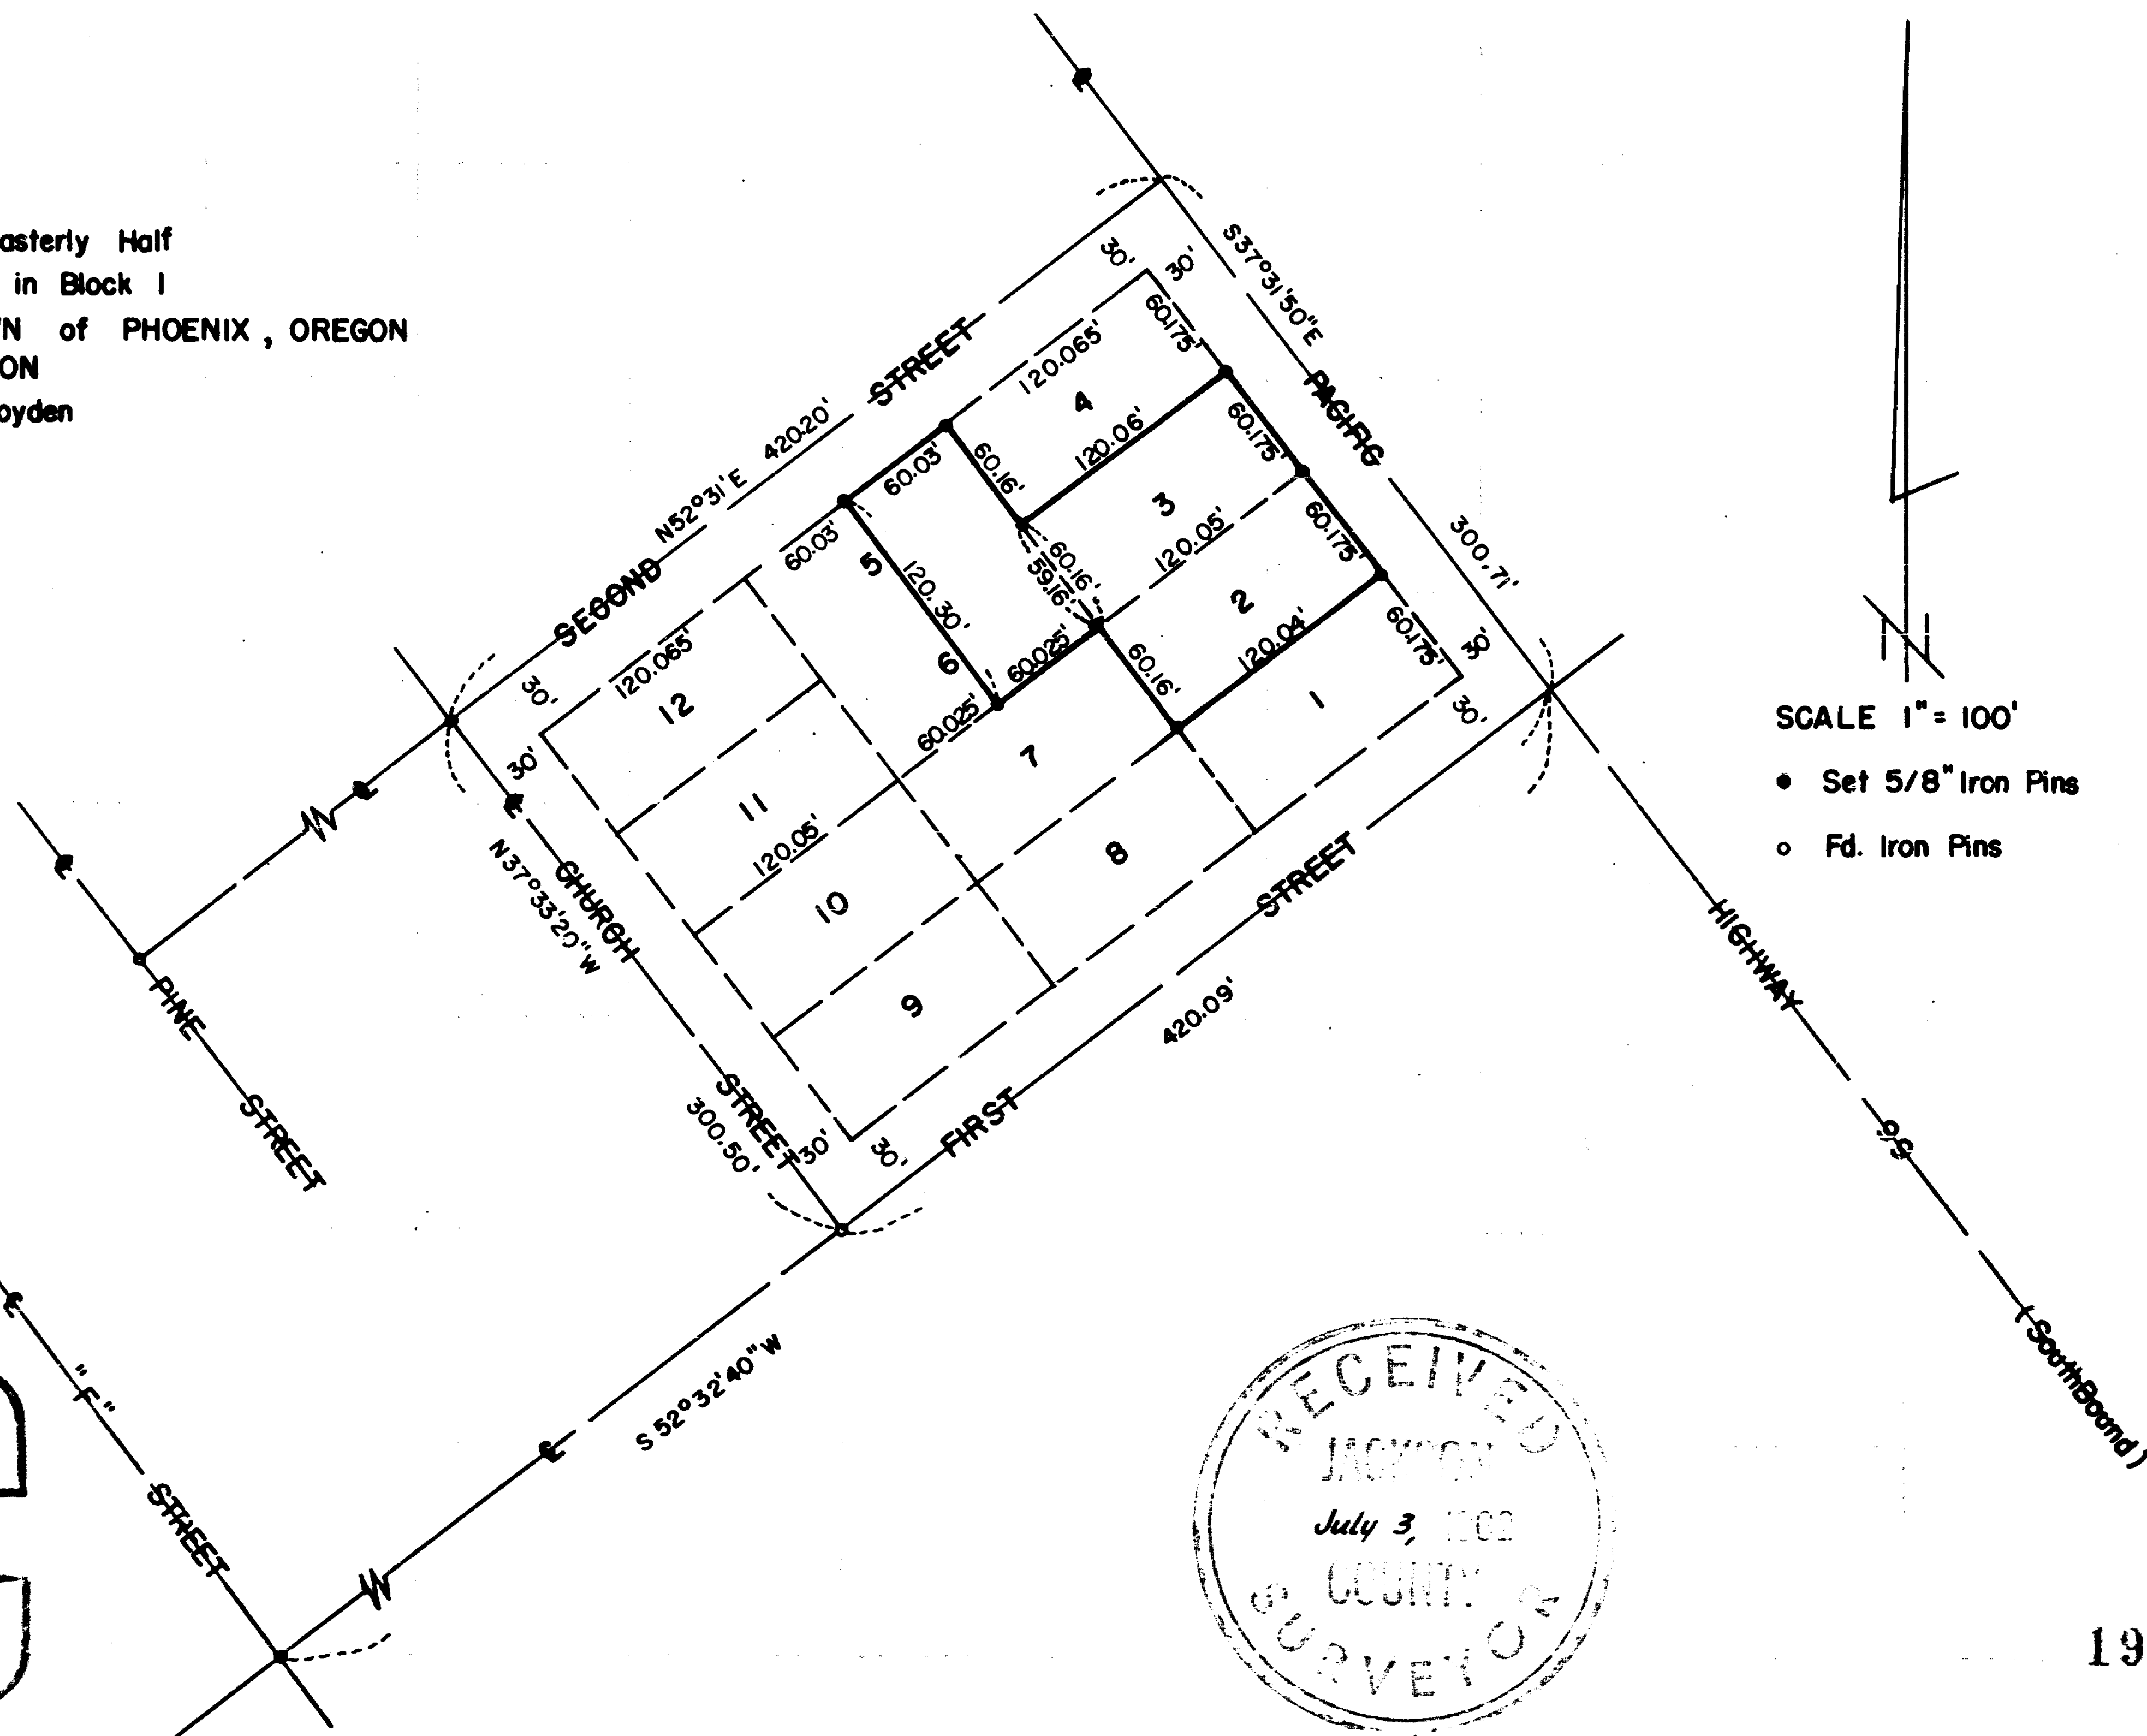 asterly Half
in Block 1
N of PHOENIX, OREGON
ON
oyden
SECOND STREET
N52°31'E 420.20'
S37°31'50"E
PACIFIC HIGHWAY 99 (South Bound)
300.71'
30'
30'
60.175'
120.065'
4
120.06'
60.175'
60.03'
60.16'
3
60.03'
5
120.30'
60.16'
59.16'
120.05'
60.175'
2
6
60.025'
60.16'
120.04'
60.175'
30'
30'
1
60.025'
7
8
30'
120.065'
12
30'
11
120.05'
10
9
N37°33'20"W
CHURCH STREET
300.50'
30'
30'
FIRST STREET
420.09'
S 52°32'40"W
PINE STREET
"F" STREET
N
SCALE 1" = 100'
Set 5/8" Iron Pins
Fd. Iron Pins
RECEIVED
JACKSON
July 3,
COUNTY
SURVEYOR
19